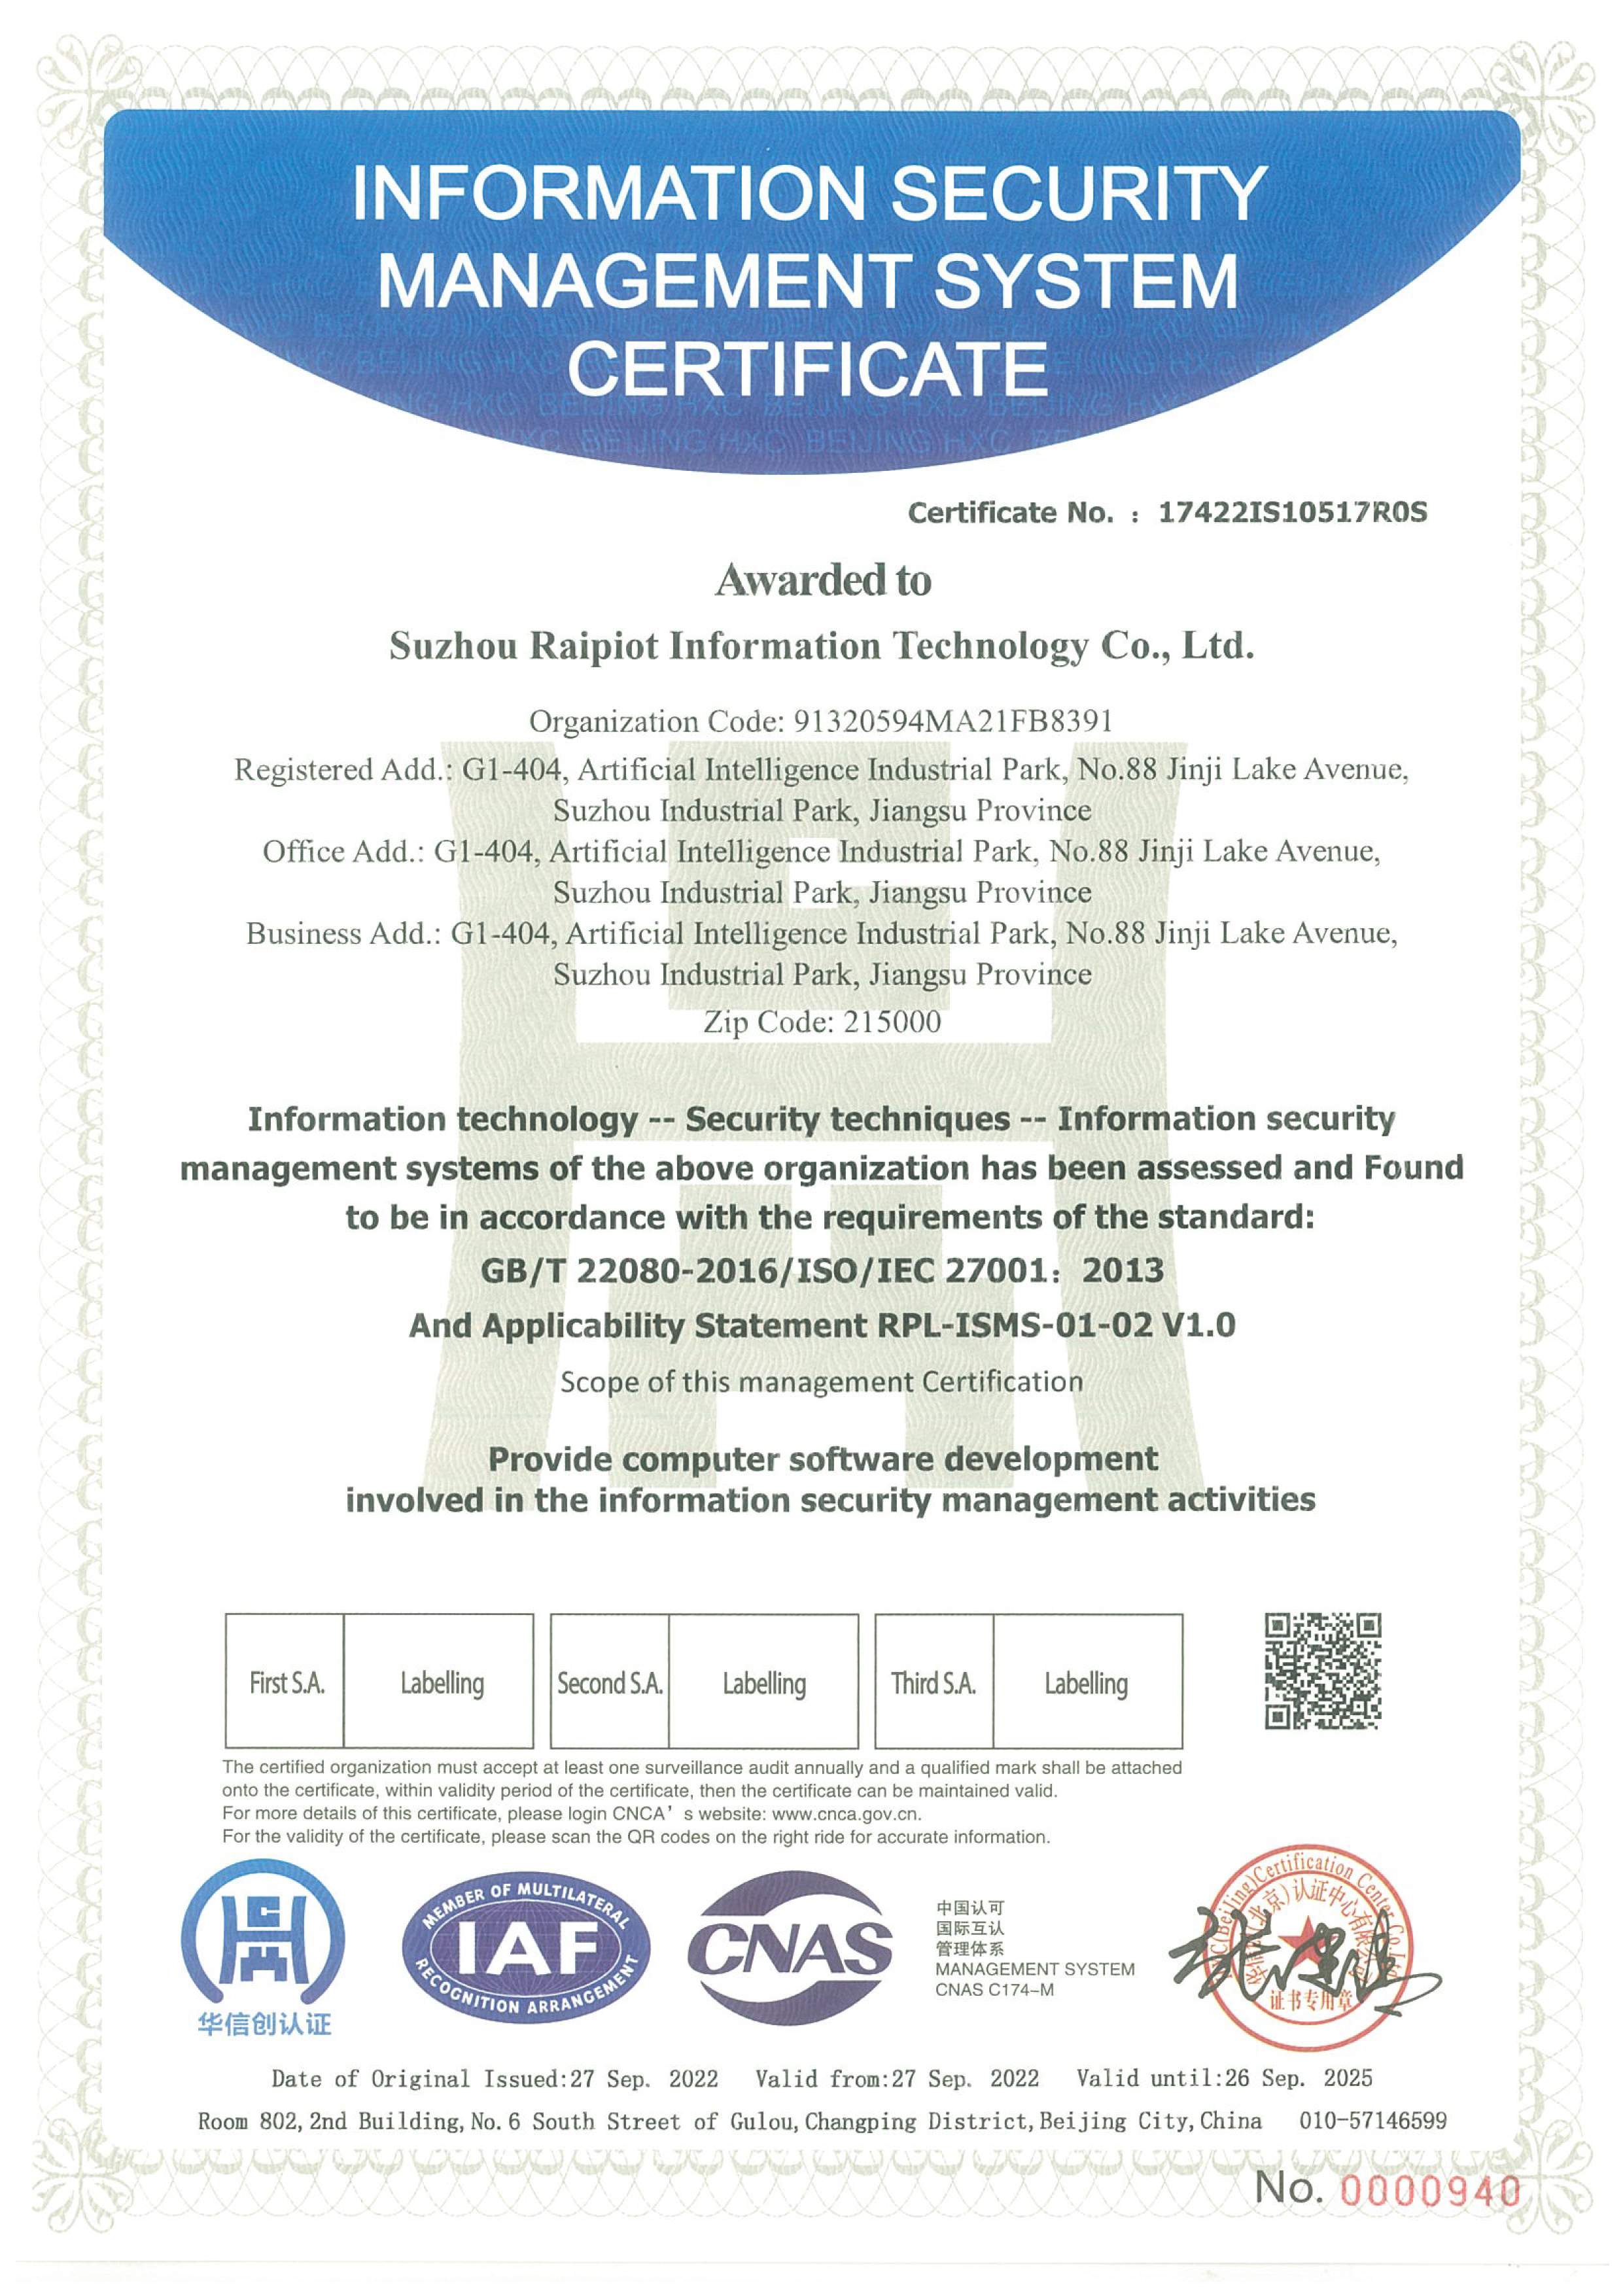 INFORMATION SECURITY
MANAGEMENT SYSTEM
CERTIFICATE
Certificate No. : 17422IS10517R0S
Awarded to
Suzhou Raipiot Information Technology Co., Ltd.
Organization Code: 91320594MA21FB8391
Registered Add.: G1-404, Artificial Intelligence Industrial Park, No.88 Jinji Lake Avenue,
Suzhou Industrial Park, Jiangsu Province
Office Add.: G1-404, Artificial Intelligence Industrial Park, No.88 Jinji Lake Avenue,
Suzhou Industrial Park, Jiangsu Province
Business Add.: G1-404, Artificial Intelligence Industrial Park, No.88 Jinji Lake Avenue,
Suzhou Industrial Park, Jiangsu Province
Zip Code: 215000
Information technology -- Security techniques -- Information security
management systems of the above organization has been assessed and Found
to be in accordance with the requirements of the standard:
GB/T 22080-2016/ISO/IEC 27001：2013
And Applicability Statement RPL-ISMS-01-02 V1.0
Scope of this management Certification
Provide computer software development
involved in the information security management activities
First S.A. Labelling Second S.A. Labelling Third S.A. Labelling
The certified organization must accept at least one surveillance audit annually and a qualified mark shall be attached
onto the certificate, within validity period of the certificate, then the certificate can be maintained valid.
For more details of this certificate, please login CNCA' s website: www.cnca.gov.cn.
For the validity of the certificate, please scan the QR codes on the right ride for accurate information.
华信创认证
MEMBER OF MULTILATERAL
IAF
RECOGNITION ARRANGEMENT
CNAS
中国认可
国际互认
管理体系
MANAGEMENT SYSTEM
CNAS C174-M
(Beijing)Certification Center Co.,Ltd
认证中心有限公司
证书专用章
Date of Original Issued:27 Sep. 2022 Valid from:27 Sep. 2022 Valid until:26 Sep. 2025
Room 802, 2nd Building, No. 6 South Street of Gulou, Changping District, Beijing City, China 010-57146599
No. 0000940